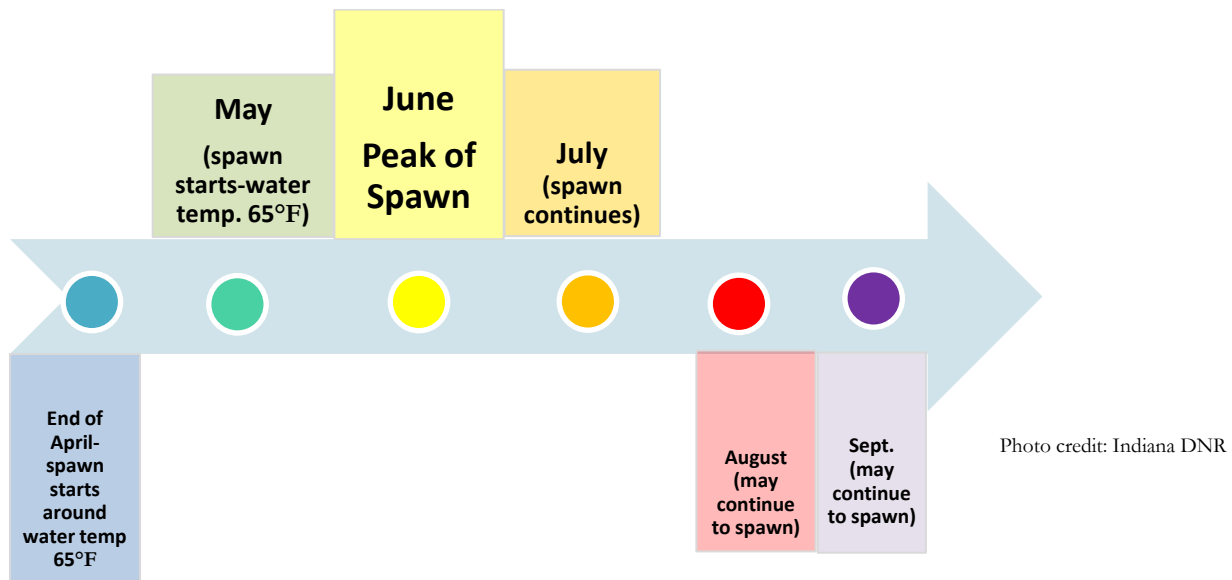 May
(spawn
starts-water
temp. 65°F)
June
Peak of
Spawn
July
(spawn
continues)
End of
April-
spawn
starts
around
water temp
65°F
August
(may
continue
to spawn)
Sept.
(may
continue
to spawn)
Photo credit: Indiana DNR